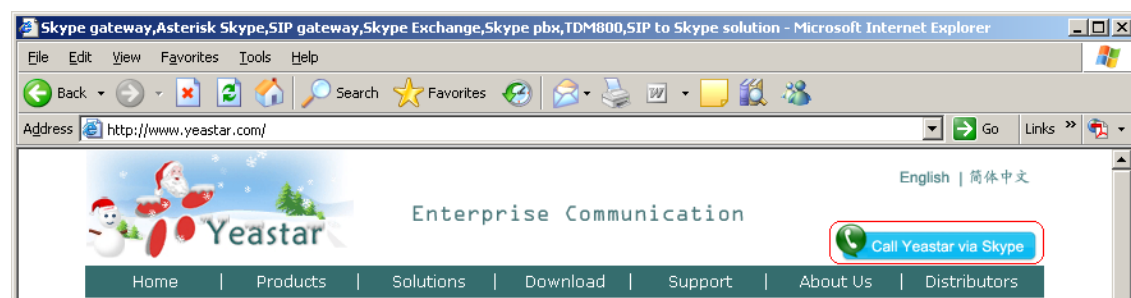 Skype gateway,Asterisk Skype,SIP gateway,Skype Exchange,Skype pbx,TDM800,SIP to Skype solution - Microsoft Internet Explorer
File Edit View Favorites Tools Help
Back Search Favorites
Address http://www.yeastar.com/ Go Links »
English | 简体中文
Enterprise Communication
Yeastar
Call Yeastar via Skype
Home | Products | Solutions | Download | Support | About Us | Distributors